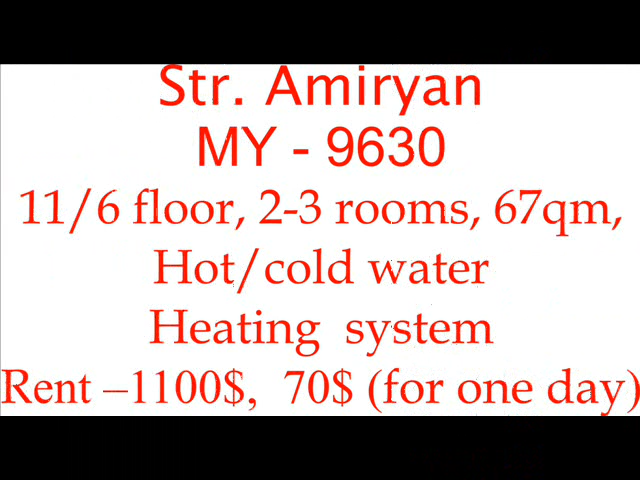 Str. Amiryan
MY - 9630
11/6 floor, 2-3 rooms, 67qm,
Hot/cold water
Heating system
Rent –1100$, 70$ (for one day)